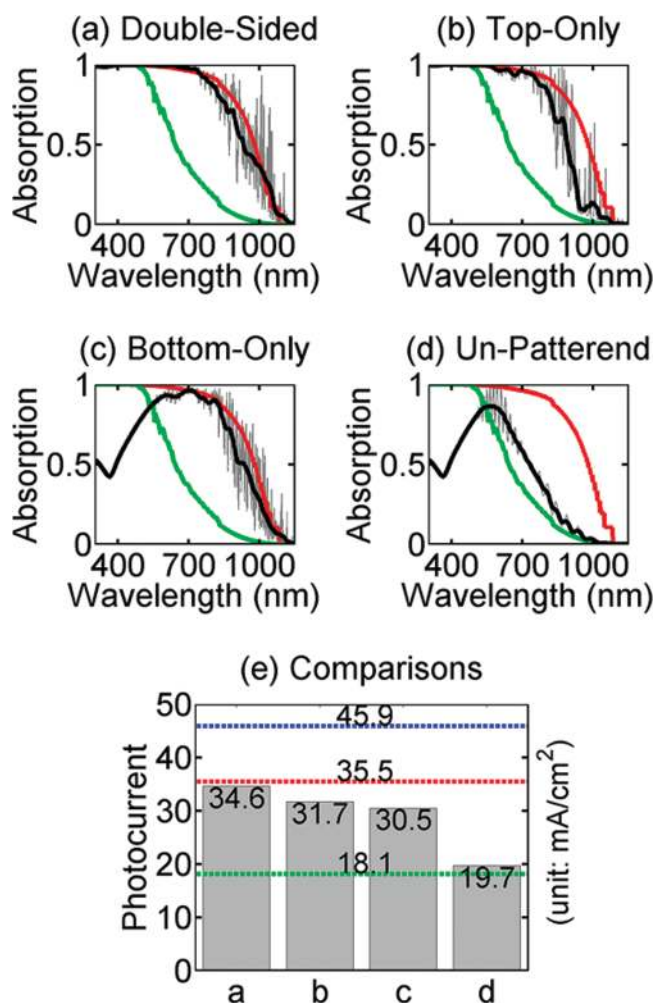 (a) Double-Sided
(b) Top-Only
Absorption
1
0.5
0
400 700 1000
Wavelength (nm)
Absorption
1
0.5
0
400 700 1000
Wavelength (nm)
(c) Bottom-Only
(d) Un-Patterend
Absorption
1
0.5
0
400 700 1000
Wavelength (nm)
Absorption
1
0.5
0
400 700 1000
Wavelength (nm)
(e) Comparisons
Photocurrent
50
40
30
20
10
0
45.9
35.5
34.6
31.7
30.5
18.1
19.7
a b c d
(unit: mA/cm²)